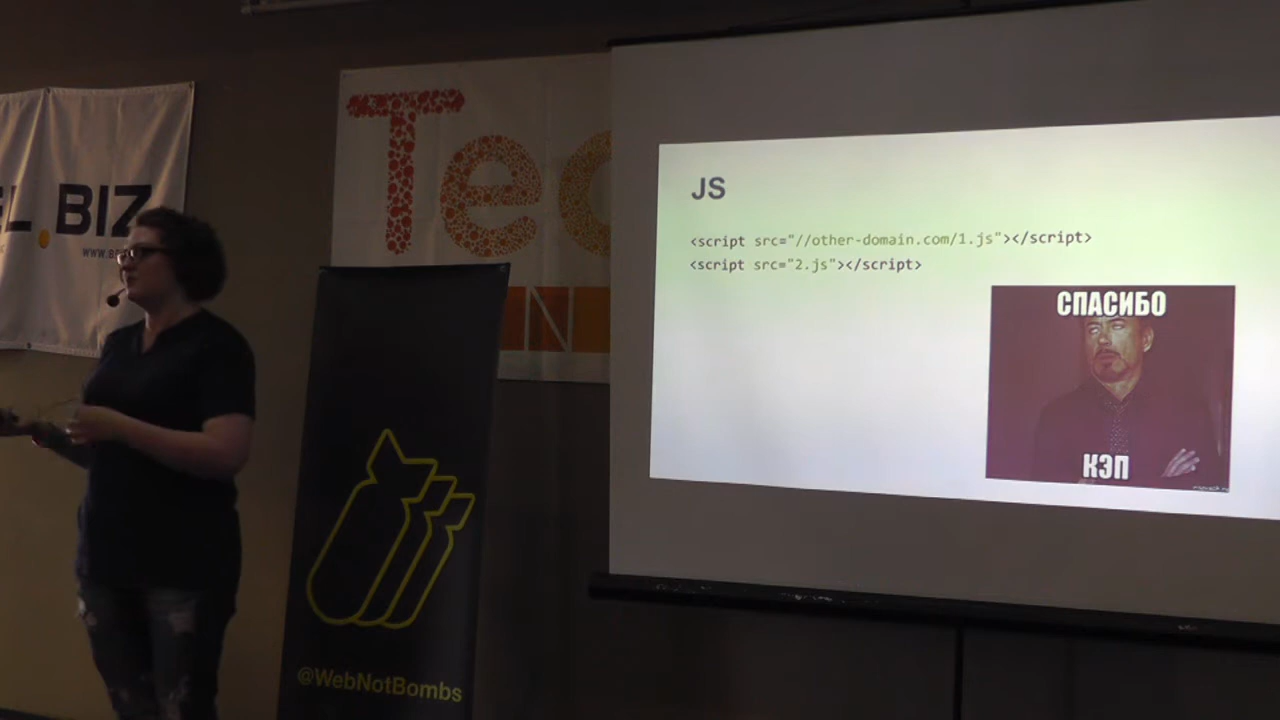 EL.BIZ
Tec
N
@WebNotBombs
JS
<script src="//other-domain.com/1.js"></script>
<script src="2.js"></script>
СПАСИБО
КЭП